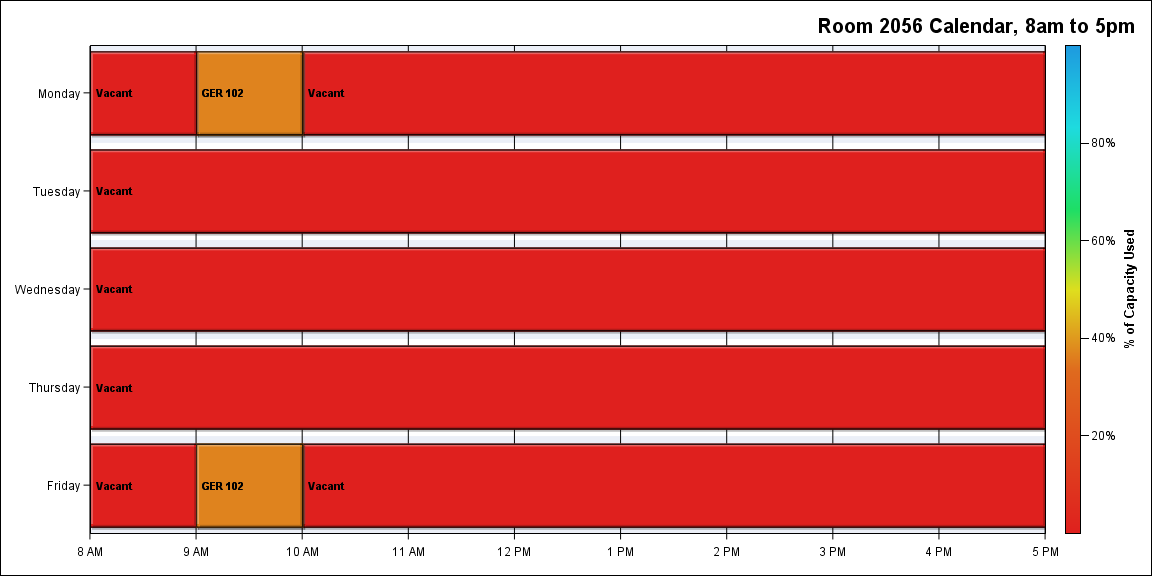 Room 2056 Calendar, 8am to 5pm
Monday Vacant GER 102 Vacant
80%
Tuesday Vacant
60%
% of Capacity Used
Wednesday Vacant
40%
Thursday Vacant
20%
Friday Vacant GER 102 Vacant
8 AM 9 AM 10 AM 11 AM 12 PM 1 PM 2 PM 3 PM 4 PM 5 PM